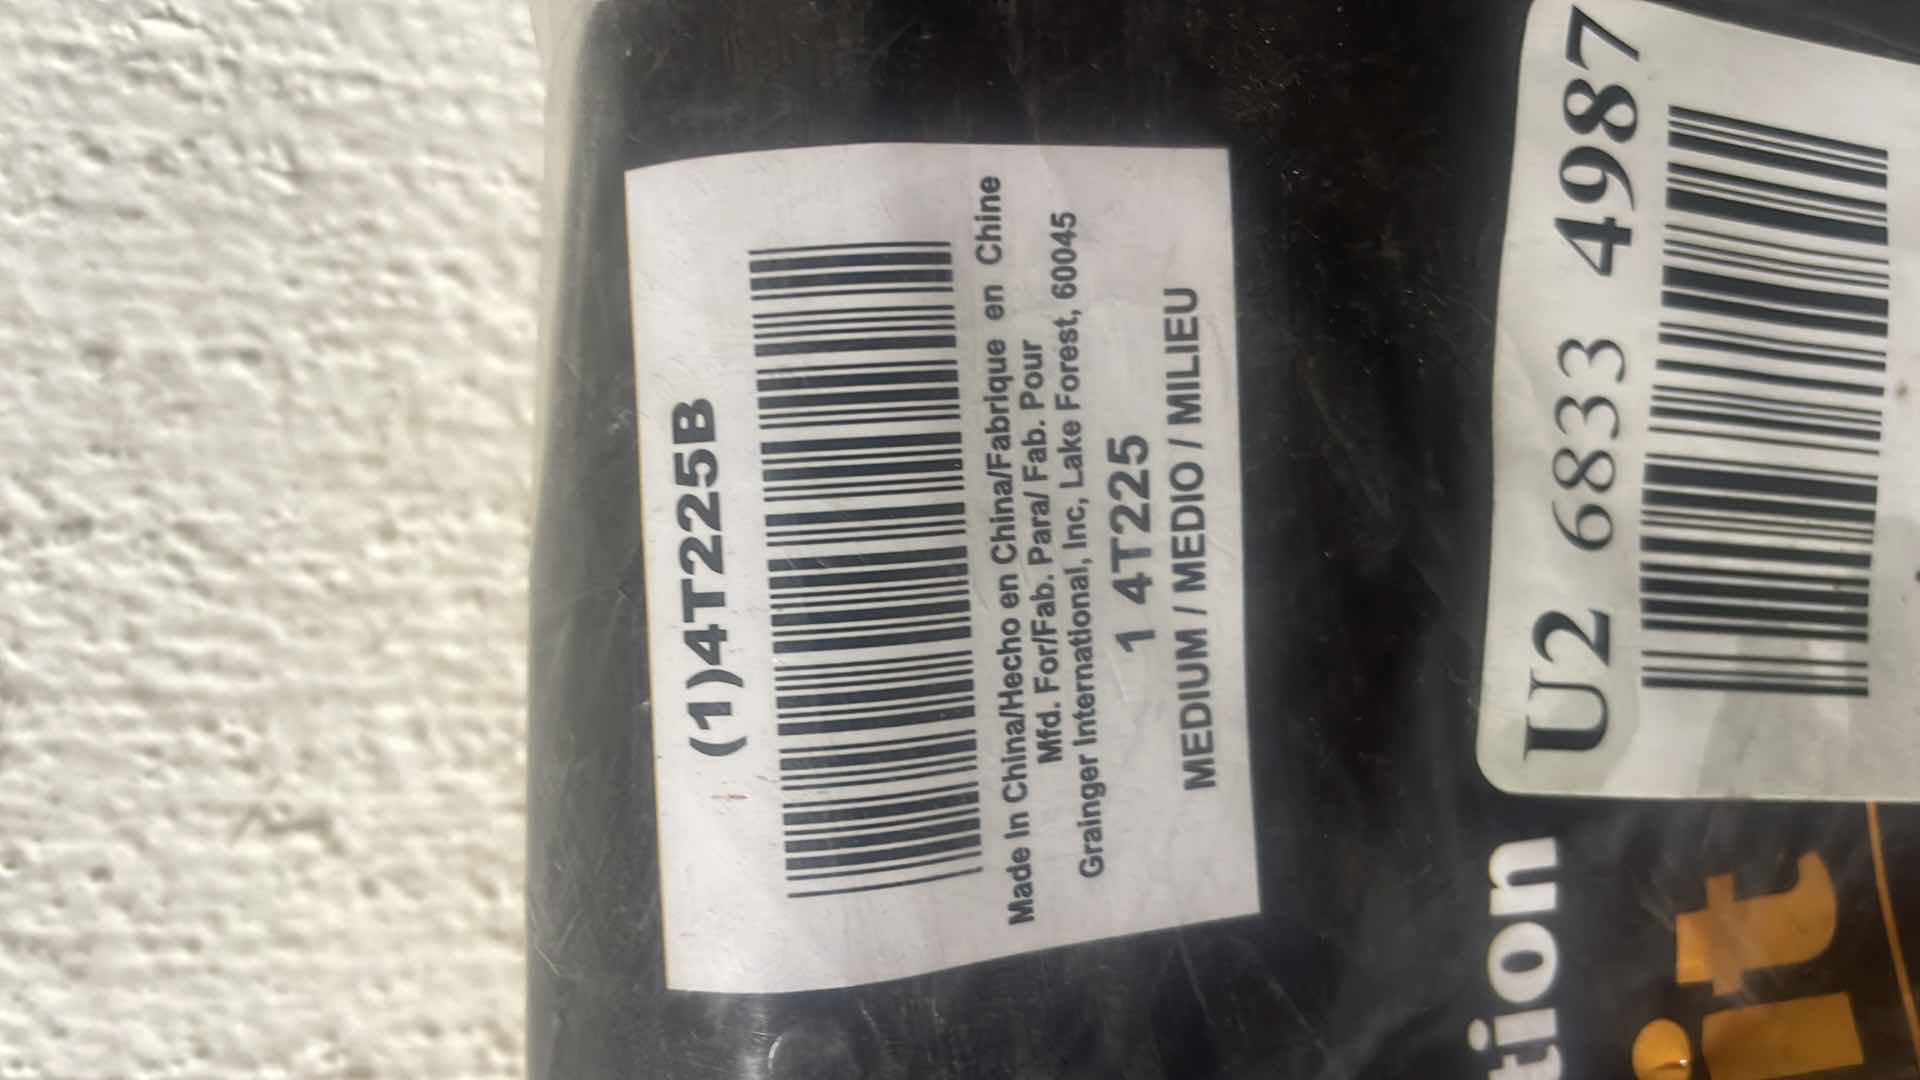 (1)4T225B
Made In China/Hecho en China/Fabrique en Chine
Mfd. For/Fab. Para/ Fab. Pour
Grainger International, Inc, Lake Forest, 60045
1 4T225
MEDIUM / MEDIO / MILIEU
U2 6833 4987
tion
it